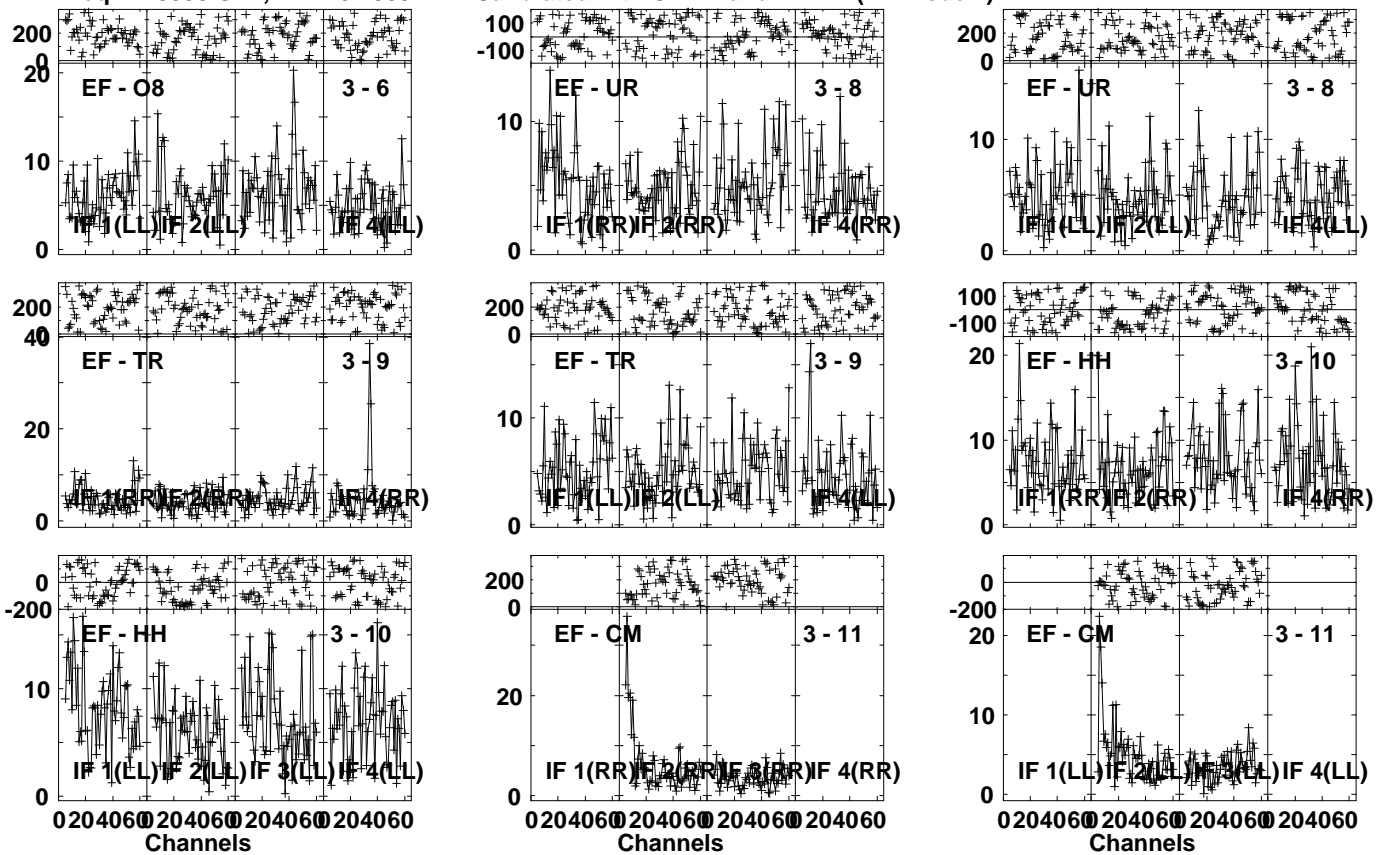 200
0
100
-100
200
0
20
10
0
EF - O8
3 - 6
IF 1(LL)
IF 2(LL)
IF 4(LL)
10
0
EF - UR
3 - 8
IF 1(RR)
IF 2(RR)
IF 4(RR)
10
0
EF - UR
3 - 8
IF 1(LL)
IF 2(LL)
IF 4(LL)
200
0
200
0
100
-100
40
20
0
EF - TR
3 - 9
IF 1(RR)
IF 2(RR)
IF 4(RR)
10
0
EF - TR
3 - 9
IF 1(LL)
IF 2(LL)
IF 4(LL)
20
10
0
EF - HH
3 - 10
IF 1(RR)
IF 2(RR)
IF 4(RR)
0
-200
200
0
0
-200
10
0
EF - HH
3 - 10
IF 1(LL)
IF 2(LL)
IF 3(LL)
IF 4(LL)
20
0
EF - CM
3 - 11
IF 1(RR)
IF 2(RR)
IF 3(RR)
IF 4(RR)
20
10
0
EF - CM
3 - 11
IF 1(LL)
IF 2(LL)
IF 3(LL)
IF 4(LL)
0 20 40 60 0 20 40 60 0 20 40 60 0 20 40 60
Channels
0 20 40 60 0 20 40 60 0 20 40 60 0 20 40 60
Channels
0 20 40 60 0 20 40 60 0 20 40 60 0 20 40 60
Channels